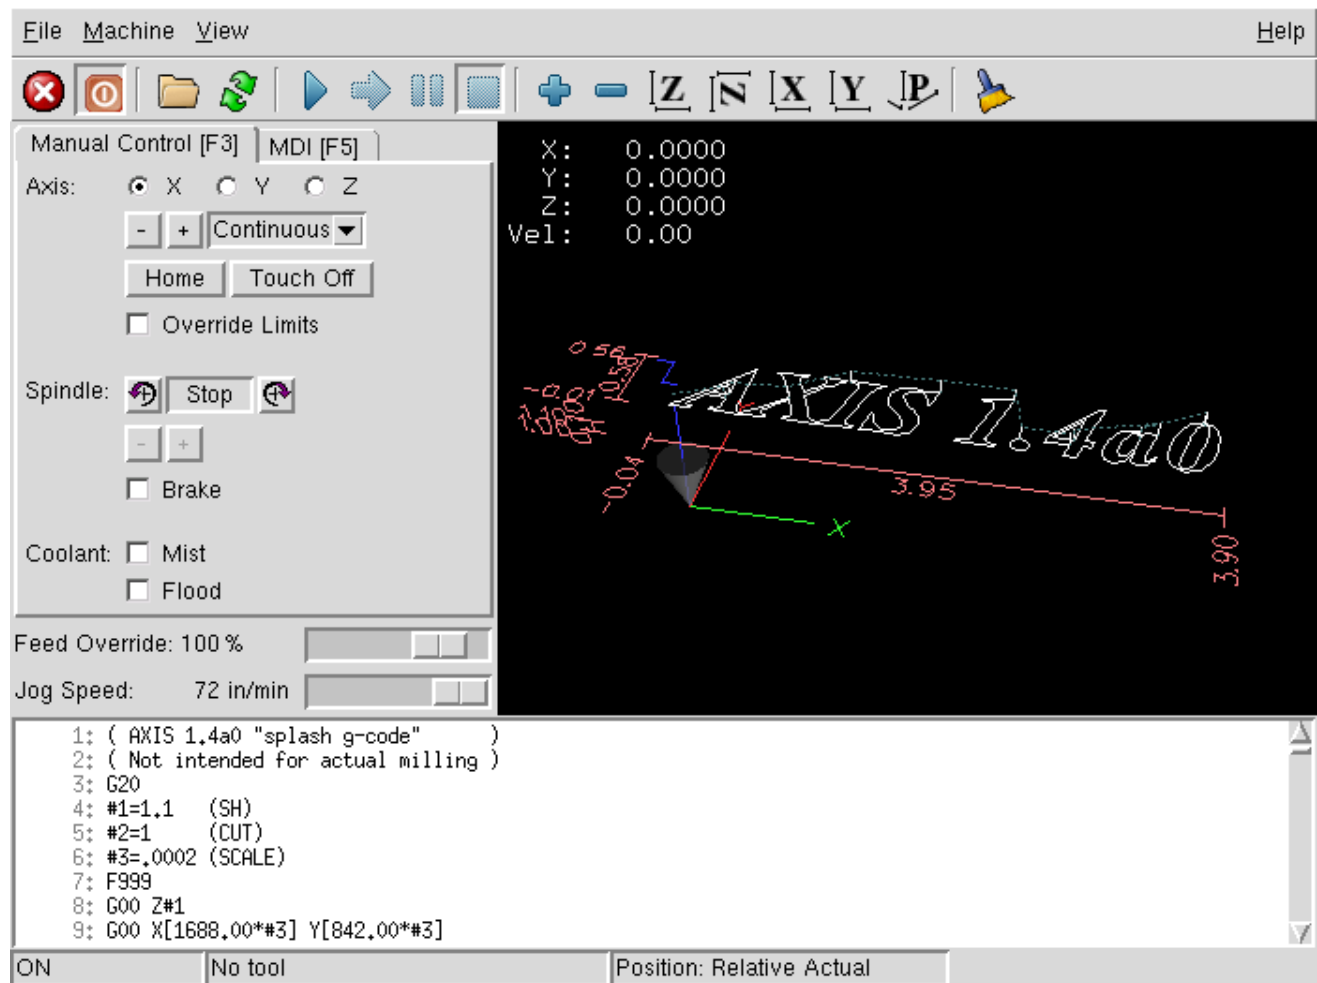 File Machine View Help
Z N X Y P
Manual Control [F3] MDI [F5]
Axis: X Y Z
- + Continuous
Home Touch Off
Override Limits
Spindle: Stop
- +
Brake
Coolant: Mist
Flood
Feed Override: 100 %
Jog Speed: 72 in/min
X: 0.0000
Y: 0.0000
Z: 0.0000
Vel: 0.00
0.56
Z
AXIS 1.4a0
-0.04
3.95
X
3.90
1: ( AXIS 1.4a0 "splash g-code" )
2: ( Not intended for actual milling )
3: G20
4: #1=1.1 (SH)
5: #2=1 (CUT)
6: #3=.0002 (SCALE)
7: F999
8: G00 Z#1
9: G00 X[1688.00*#3] Y[842.00*#3]
ON No tool Position: Relative Actual